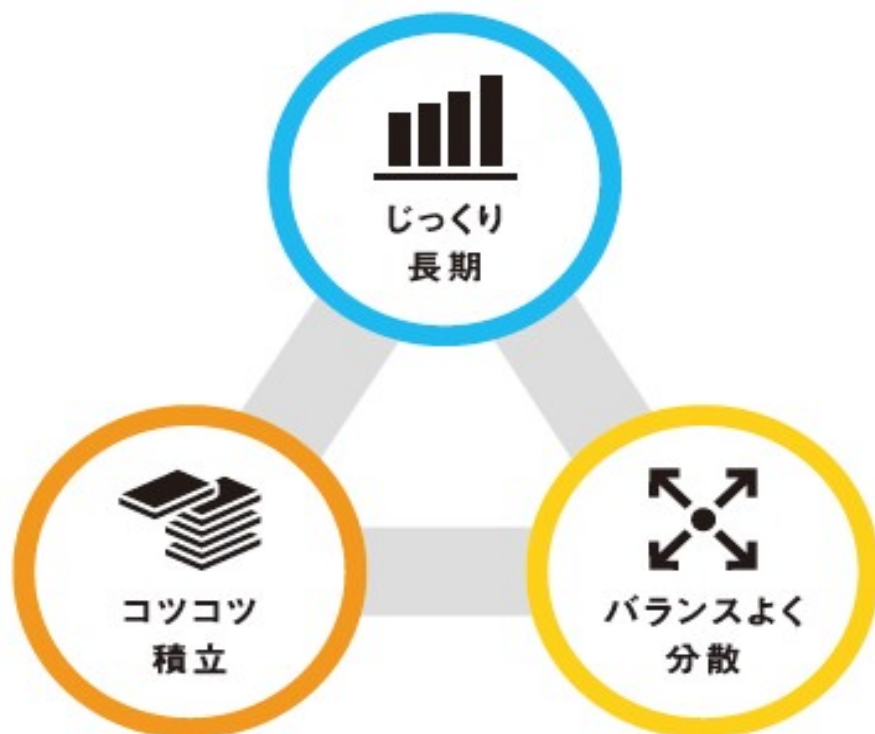 じっくり
長期
コツコツ
積立
バランスよく
分散